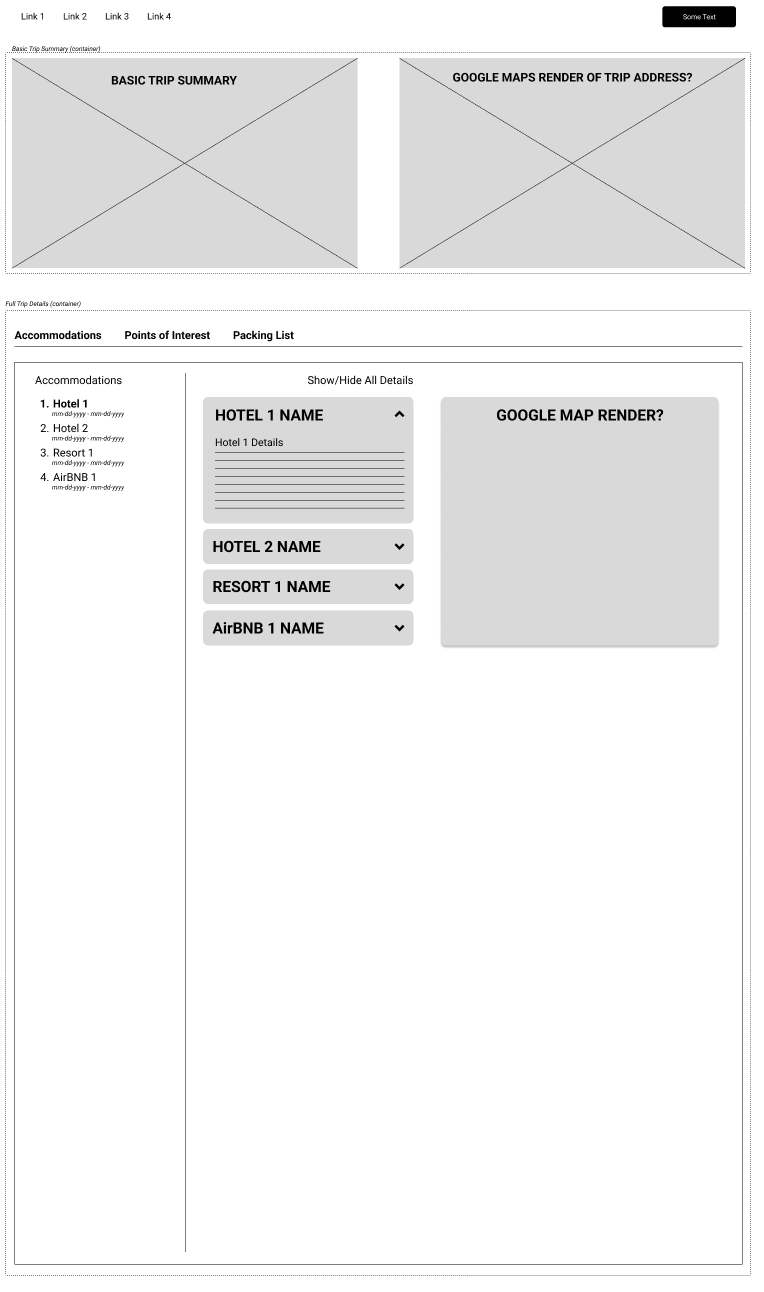 Link 1 Link 2 Link 3 Link 4 Some Text
Basic Trip Summary (container)
BASIC TRIP SUMMARY
GOOGLE MAPS RENDER OF TRIP ADDRESS?
Full Trip Details (container)
Accommodations Points of Interest Packing List
Accommodations
1. Hotel 1
mm-dd-yyyy - mm-dd-yyyy
2. Hotel 2
mm-dd-yyyy - mm-dd-yyyy
3. Resort 1
mm-dd-yyyy - mm-dd-yyyy
4. AirBNB 1
mm-dd-yyyy - mm-dd-yyyy
Show/Hide All Details
HOTEL 1 NAME
Hotel 1 Details
HOTEL 2 NAME
RESORT 1 NAME
AirBNB 1 NAME
GOOGLE MAP RENDER?